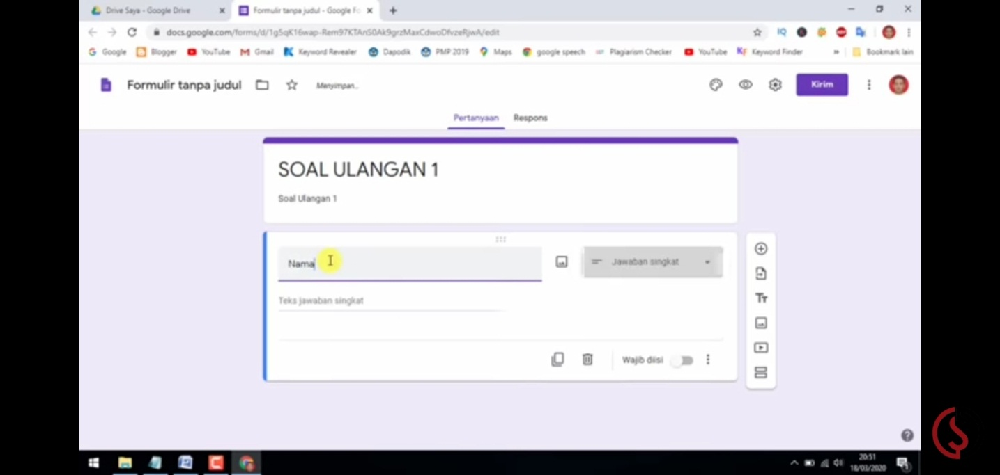 Drive Saya - Google Drive
Formulir tanpa judul - Google Fo
docs.google.com/forms/d/1g5qK16wap-Rem97KTAnS0Ak9grzMaxCdwoDfvzeRjwA/edit
Google Blogger YouTube Gmail Keyword Revealer Dapodik PMP 2019 Maps google speech Plagiarism Checker YouTube Keyword Finder » Bookmark lain
Formulir tanpa judul
Menyimpan...
Kirim
Pertanyaan Respons
SOAL ULANGAN 1
Soal Ulangan 1
Nama
Jawaban singkat
Teks jawaban singkat
Wajib diisi
20:51
18/03/2020